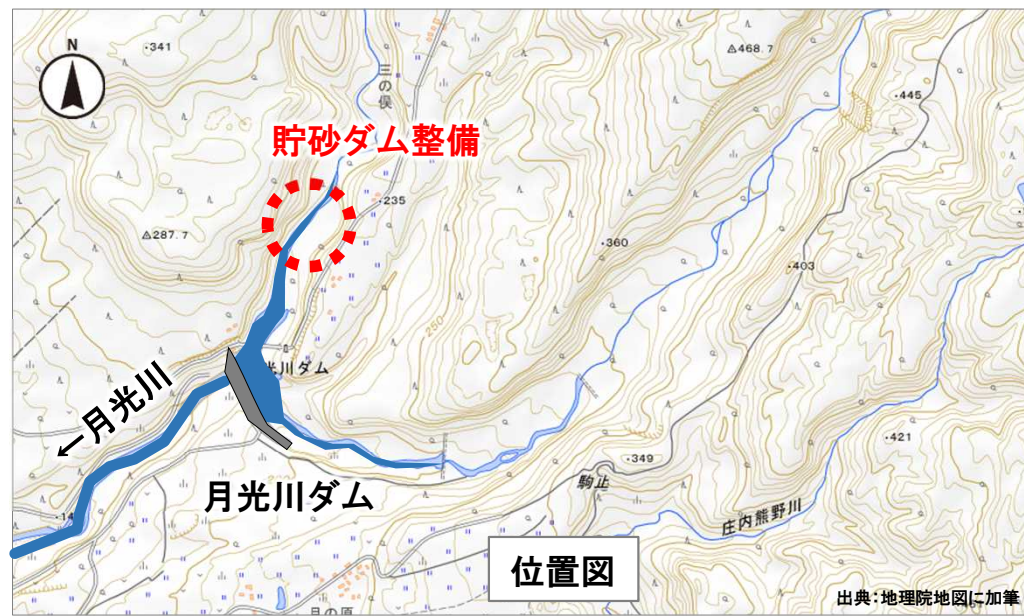 N
・341
△468.7
三の俣
・445
貯砂ダム整備
・235
△287.7
・360
・403
250
光川ダム
←月光川
・421
・349
駒止
月光川ダム
庄内熊野川
位置図
出典：地理院地図に加筆